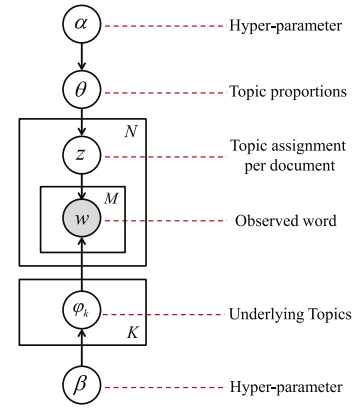 α Hyper-parameter
θ Topic proportions
N
z Topic assignment
per document
M
w Observed word
φk Underlying Topics
K
β Hyper-parameter